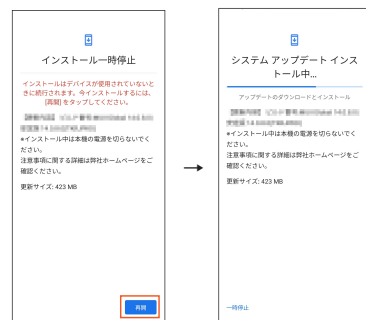 インストール一時停止
インストールはデバイスが使用されていないと
きに続行されます。今インストールするには、
[再開] をタップしてください。
※インストール中は本機の電源を切らないでく
ださい。
注意事項に関する詳細は弊社ホームページをご
確認ください。
更新サイズ: 423 MB
再開
システム アップデート インス
トール中...
アップデートのダウンロードとインストール
※インストール中は本機の電源を切らないでく
ださい。
注意事項に関する詳細は弊社ホームページをご
確認ください。
更新サイズ: 423 MB
一時停止